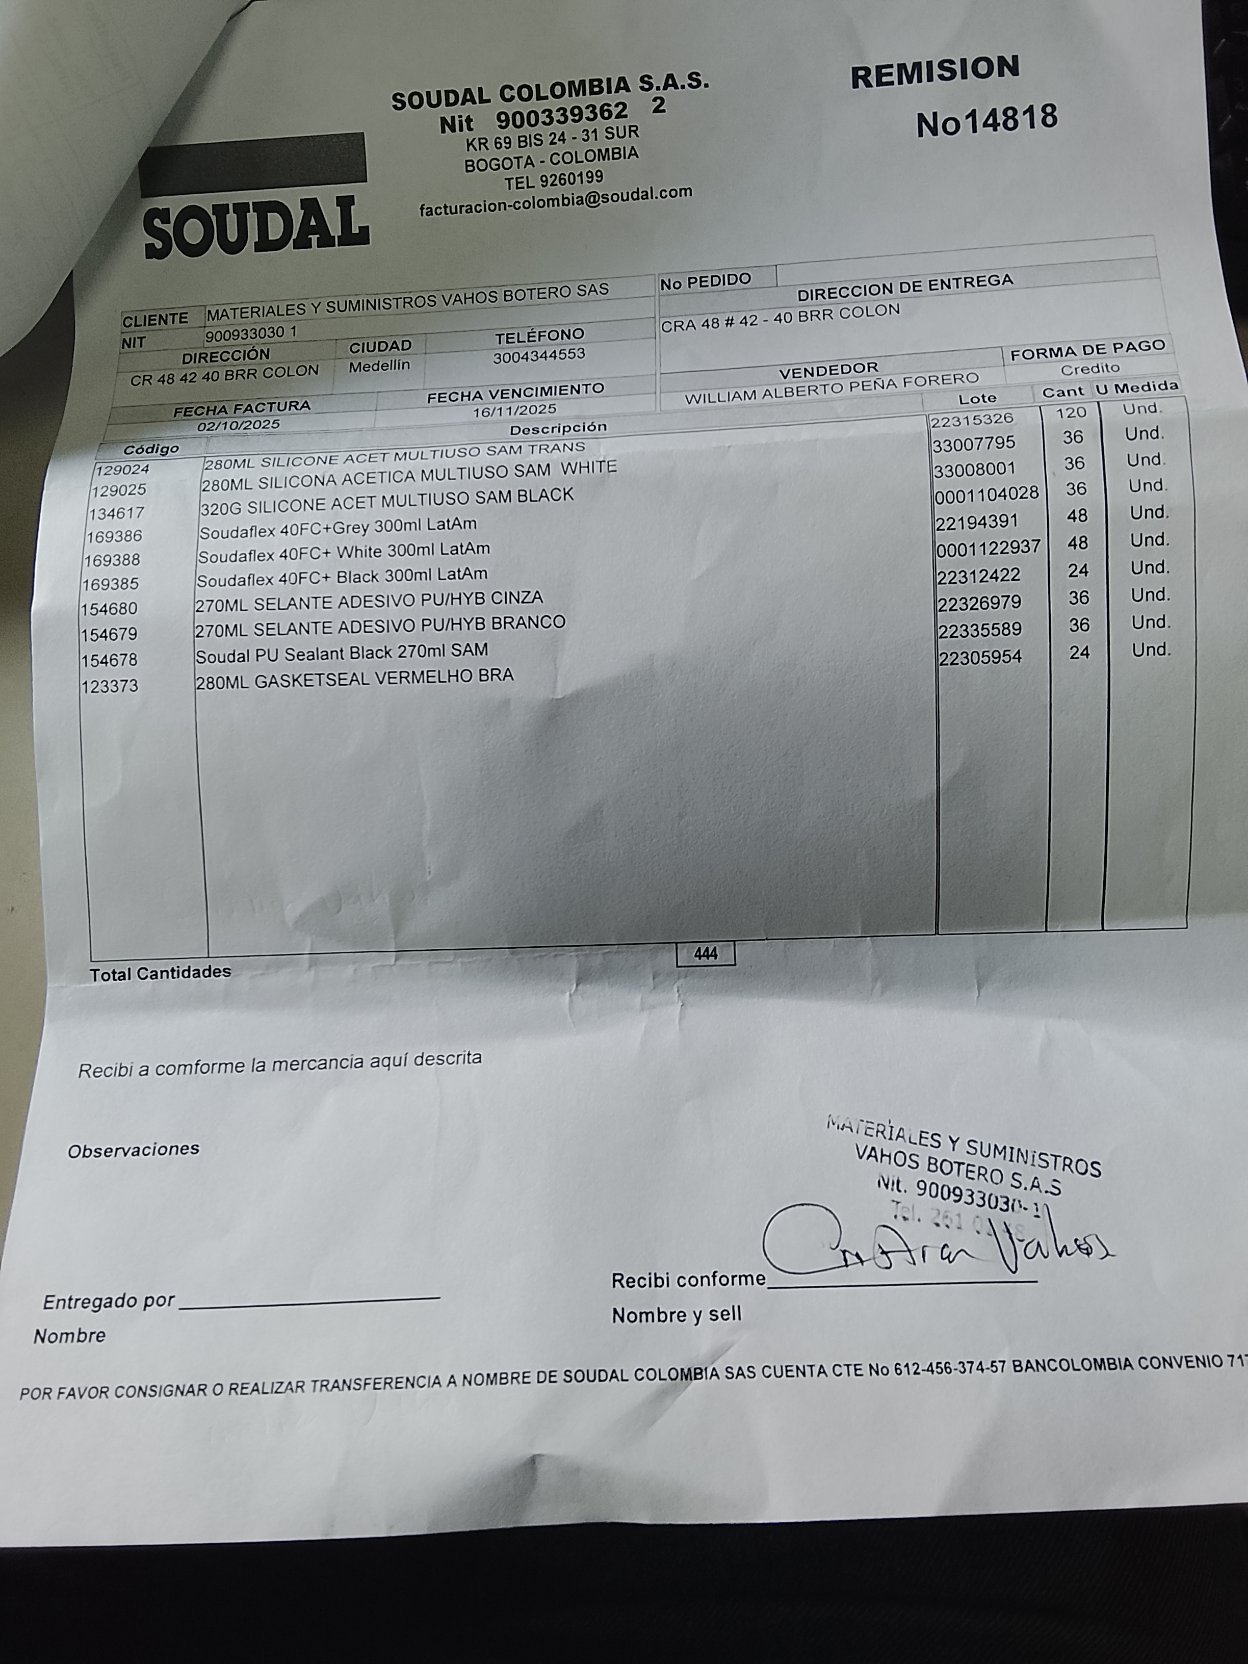 SOUDAL COLOMBIA S.A.S.
Nit 900339362 2
KR 69 BIS 24 - 31 SUR
BOGOTA - COLOMBIA
TEL 9260199
facturacion-colombia@soudal.com
REMISION
No14818
SOUDAL
CLIENTE MATERIALES Y SUMINISTROS VAHOS BOTERO SAS
NIT 900933030 1
DIRECCIÓN CIUDAD TELÉFONO
CR 48 42 40 BRR COLON Medellín 3004344553
FECHA FACTURA FECHA VENCIMIENTO
02/10/2025 16/11/2025
No PEDIDO
DIRECCION DE ENTREGA
CRA 48 # 42 - 40 BRR COLON
VENDEDOR FORMA DE PAGO
WILLIAM ALBERTO PEÑA FORERO Credito
Código Descripción Lote Cant U Medida
129024 280ML SILICONE ACET MULTIUSO SAM TRANS 22315326 120 Und.
129025 280ML SILICONA ACETICA MULTIUSO SAM WHITE 33007795 36 Und.
134617 320G SILICONE ACET MULTIUSO SAM BLACK 33008001 36 Und.
169386 Soudaflex 40FC+Grey 300ml LatAm 0001104028 36 Und.
169388 Soudaflex 40FC+ White 300ml LatAm 22194391 48 Und.
169385 Soudaflex 40FC+ Black 300ml LatAm 0001122937 48 Und.
154680 270ML SELANTE ADESIVO PU/HYB CINZA 22312422 24 Und.
154679 270ML SELANTE ADESIVO PU/HYB BRANCO 22326979 36 Und.
154678 Soudal PU Sealant Black 270ml SAM 22335589 36 Und.
123373 280ML GASKETSEAL VERMELHO BRA 22305954 24 Und.
Total Cantidades 444
Recibi a comforme la mercancia aquí descrita
Observaciones
MATERIALES Y SUMINISTROS
VAHOS BOTERO S.A.S
Nit. 900933030-1
Tel. 261
Vahos
Entregado por
Nombre
Recibi conforme
Nombre y sell
POR FAVOR CONSIGNAR O REALIZAR TRANSFERENCIA A NOMBRE DE SOUDAL COLOMBIA SAS CUENTA CTE No 612-456-374-57 BANCOLOMBIA CONVENIO 717